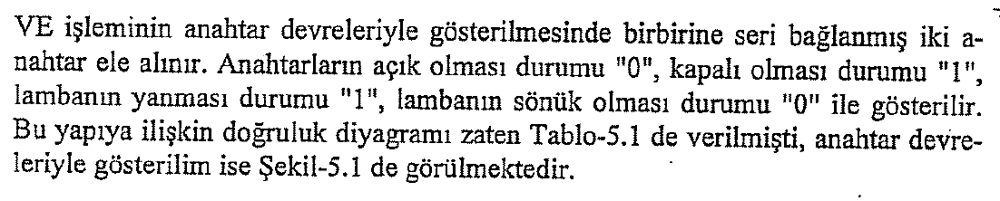 VE işleminin anahtar devreleriyle gösterilmesinde birbirine seri bağlanmış iki a-
nahtar ele alınır. Anahtarların açık olması durumu "0", kapalı olması durumu "1",
lambanın yanması durumu "1", lambanın sönük olması durumu "0" ile gösterilir.
Bu yapıya ilişkin doğruluk diyagramı zaten Tablo-5.1 de verilmişti, anahtar devre-
leriyle gösterilim ise Şekil-5.1 de görülmektedir.